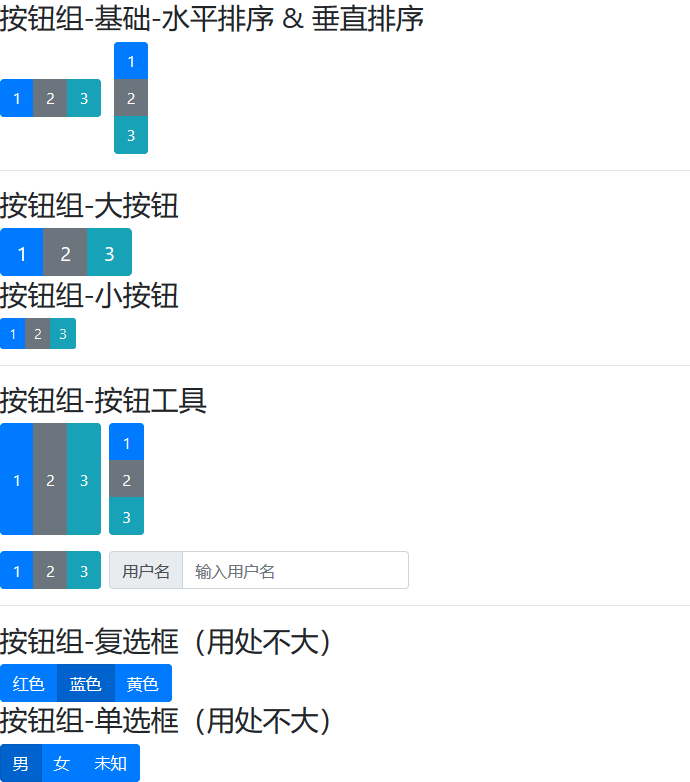 按钮组-基础-水平排序 & 垂直排序
1 2 3
1
2
3
按钮组-大按钮
1 2 3
按钮组-小按钮
1 2 3
按钮组-按钮工具
1 2 3
1
2
3
1 2 3 用户名 输入用户名
按钮组-复选框（用处不大）
红色 蓝色 黄色
按钮组-单选框（用处不大）
男 女 未知